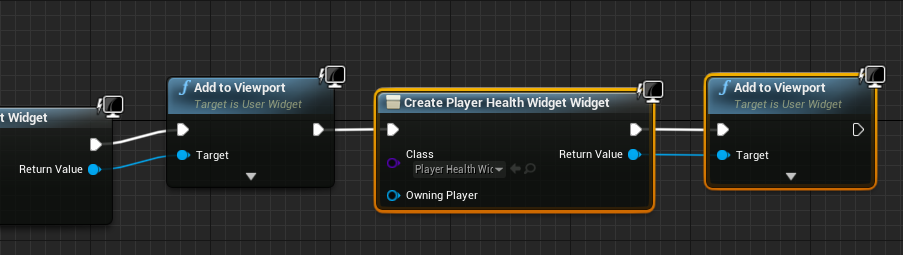 t Widget
Return Value
f Add to Viewport
Target is User Widget
Target
Create Player Health Widget Widget
Class
Player Health Wic
Return Value
Owning Player
f Add to Viewport
Target is User Widget
Target